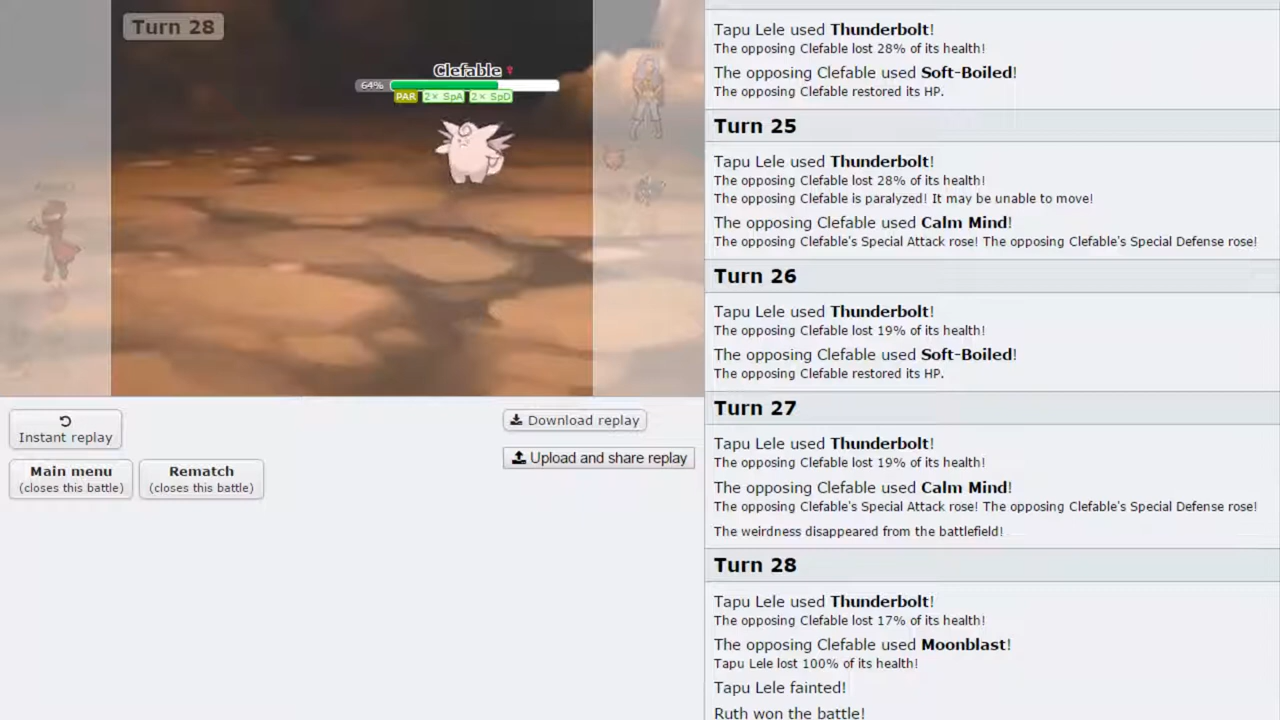 Turn 28
Clefable
64%
PAR 2× SpA 2× SpD
Instant replay
Download replay
Upload and share replay
Main menu
(closes this battle)
Rematch
(closes this battle)
Tapu Lele used Thunderbolt!
The opposing Clefable lost 28% of its health!
The opposing Clefable used Soft-Boiled!
The opposing Clefable restored its HP.
Turn 25
Tapu Lele used Thunderbolt!
The opposing Clefable lost 28% of its health!
The opposing Clefable is paralyzed! It may be unable to move!
The opposing Clefable used Calm Mind!
The opposing Clefable's Special Attack rose! The opposing Clefable's Special Defense rose!
Turn 26
Tapu Lele used Thunderbolt!
The opposing Clefable lost 19% of its health!
The opposing Clefable used Soft-Boiled!
The opposing Clefable restored its HP.
Turn 27
Tapu Lele used Thunderbolt!
The opposing Clefable lost 19% of its health!
The opposing Clefable used Calm Mind!
The opposing Clefable's Special Attack rose! The opposing Clefable's Special Defense rose!
The weirdness disappeared from the battlefield!
Turn 28
Tapu Lele used Thunderbolt!
The opposing Clefable lost 17% of its health!
The opposing Clefable used Moonblast!
Tapu Lele lost 100% of its health!
Tapu Lele fainted!
Ruth won the battle!